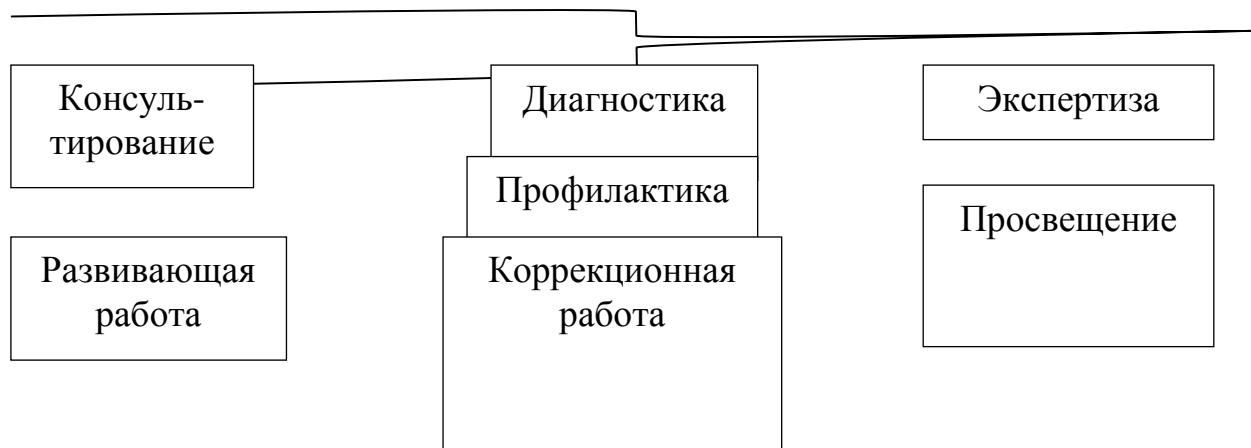 Консуль-
тирование
Диагностика
Экспертиза
Профилактика
Просвещение
Развивающая
работа
Коррекционная
работа